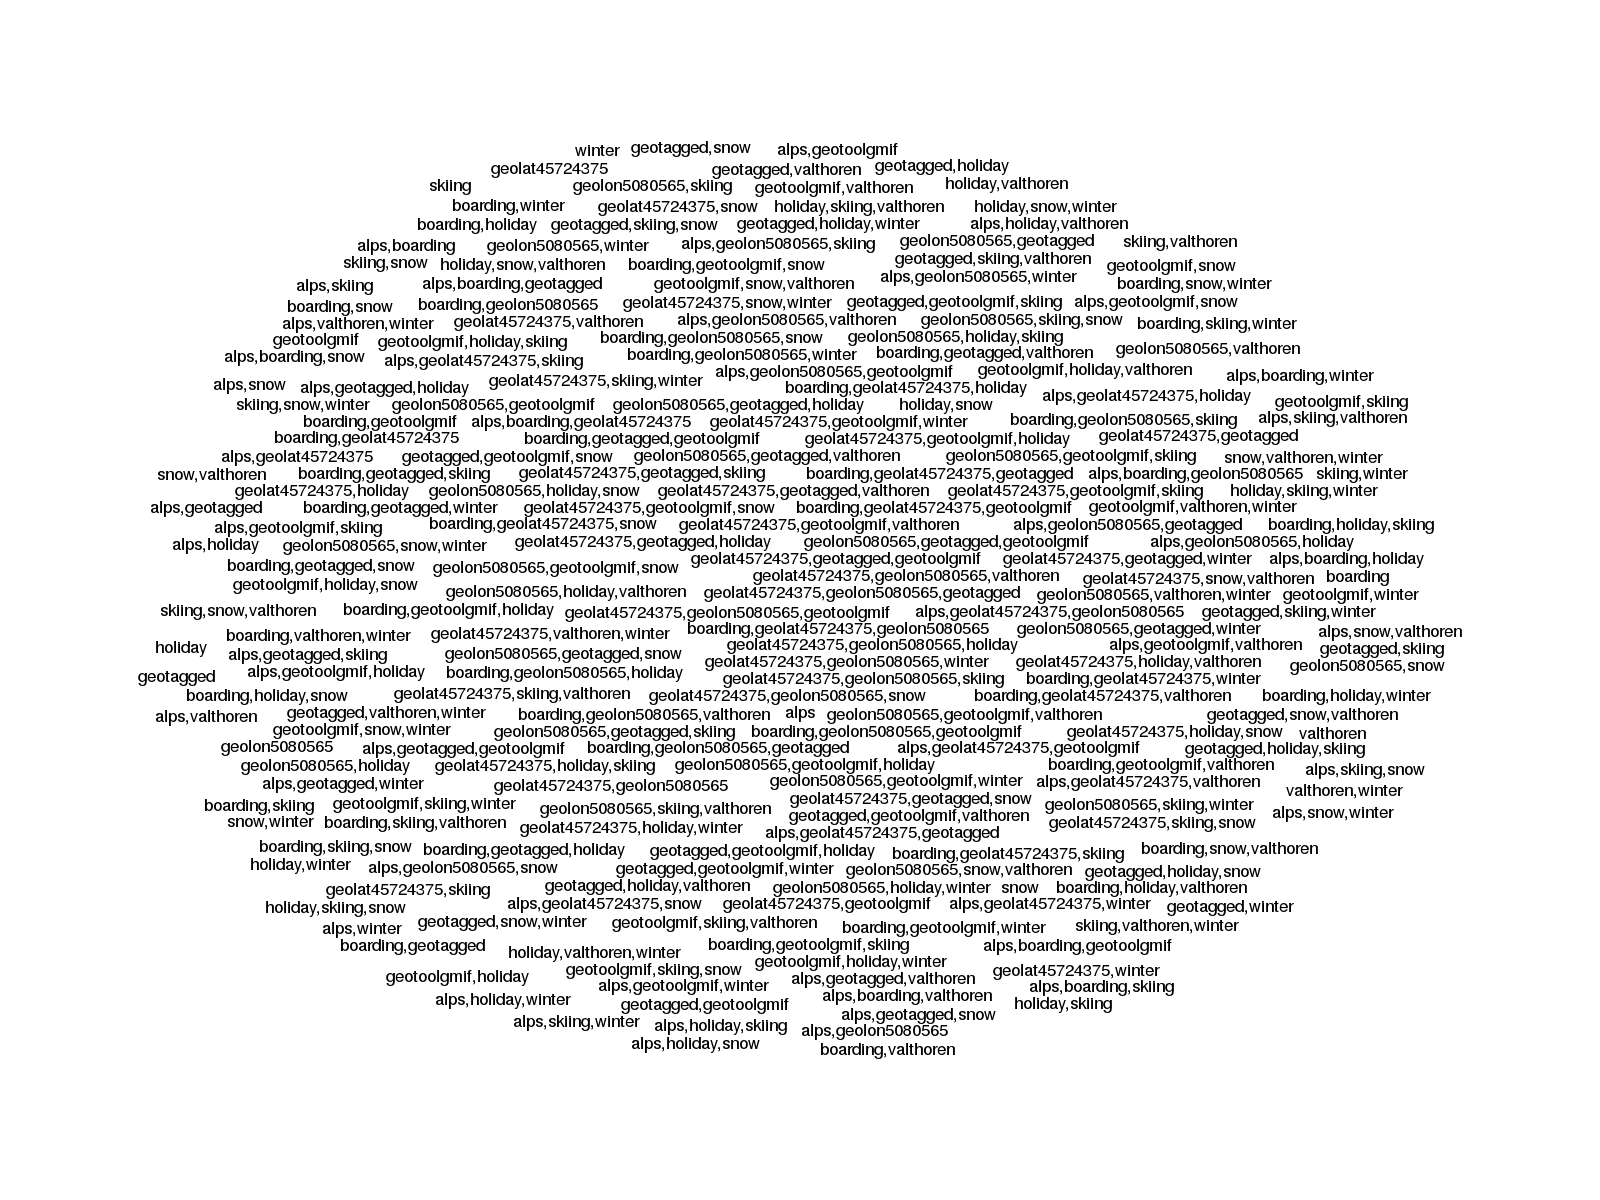 winter geotagged,snow alps,geotoolgmif
geolat45724375 geotagged,valthoren geotagged,holiday
skiing geolon5080565,skiing geotoolgmif,valthoren holiday,valthoren
boarding,winter geolat45724375,snow holiday,skiing,valthoren holiday,snow,winter
boarding,holiday geotagged,skiing,snow geotagged,holiday,winter alps,holiday,valthoren
alps,boarding geolon5080565,winter alps,geolon5080565,skiing geolon5080565,geotagged skiing,valthoren
skiing,snow holiday,snow,valthoren boarding,geotoolgmif,snow geotagged,skiing,valthoren geotoolgmif,snow
alps,skiing alps,boarding,geotagged geotoolgmif,snow,valthoren alps,geolon5080565,winter boarding,snow,winter
boarding,snow boarding,geolon5080565 geolat45724375,snow,winter geotagged,geotoolgmif,skiing alps,geotoolgmif,snow
alps,valthoren,winter geolat45724375,valthoren alps,geolon5080565,valthoren geolon5080565,skiing,snow boarding,skiing,winter
geotoolgmif geotoolgmif,holiday,skiing boarding,geolon5080565,snow geolon5080565,holiday,skiing
alps,boarding,snow alps,geolat45724375,skiing boarding,geolon5080565,winter boarding,geotagged,valthoren geolon5080565,valthoren
alps,geolon5080565,geotoolgmif geotoolgmif,holiday,valthoren alps,boarding,winter
alps,snow alps,geotagged,holiday geolat45724375,skiing,winter boarding,geolat45724375,holiday alps,geolat45724375,holiday
skiing,snow,winter geolon5080565,geotoolgmif geolon5080565,geotagged,holiday holiday,snow geotoolgmif,skiing
boarding,geotoolgmif alps,boarding,geolat45724375 geolat45724375,geotoolgmif,winter boarding,geolon5080565,skiing alps,skiing,valthoren
boarding,geolat45724375 boarding,geotagged,geotoolgmif geolat45724375,geotoolgmif,holiday geolat45724375,geotagged
alps,geolat45724375 geotagged,geotoolgmif,snow geolon5080565,geotagged,valthoren geolon5080565,geotoolgmif,skiing snow,valthoren,winter
snow,valthoren boarding,geotagged,skiing geolat45724375,geotagged,skiing boarding,geolat45724375,geotagged alps,boarding,geolon5080565 skiing,winter
geolat45724375,holiday geolon5080565,holiday,snow geolat45724375,geotagged,valthoren geolat45724375,geotoolgmif,skiing holiday,skiing,winter
alps,geotagged boarding,geotagged,winter geolat45724375,geotoolgmif,snow boarding,geolat45724375,geotoolgmif geotoolgmif,valthoren,winter
alps,geotoolgmif,skiing boarding,geolat45724375,snow geolat45724375,geotoolgmif,valthoren alps,geolon5080565,geotagged boarding,holiday,skiing
alps,holiday geolon5080565,snow,winter geolat45724375,geotagged,holiday geolon5080565,geotagged,geotoolgmif alps,geolon5080565,holiday
boarding,geotagged,snow geolon5080565,geotoolgmif,snow geolat45724375,geotagged,geotoolgmif geolat45724375,geotagged,winter alps,boarding,holiday
geotoolgmif,holiday,snow geolat45724375,geolon5080565,valthoren geolat45724375,snow,valthoren boarding
geolon5080565,holiday,valthoren geolat45724375,geolon5080565,geotagged geolon5080565,valthoren,winter geotoolgmif,winter
skiing,snow,valthoren boarding,geotoolgmif,holiday geolat45724375,geolon5080565,geotoolgmif alps,geolat45724375,geolon5080565 geotagged,skiing,winter
boarding,valthoren,winter geolat45724375,valthoren,winter boarding,geolat45724375,geolon5080565 geolon5080565,geotagged,winter alps,snow,valthoren
holiday alps,geotagged,skiing geolon5080565,geotagged,snow geolat45724375,geolon5080565,holiday alps,geotoolgmif,valthoren geotagged,skiing
geotagged alps,geotoolgmif,holiday boarding,geolon5080565,holiday geolat45724375,geolon5080565,winter geolat45724375,holiday,valthoren geolon5080565,snow
geolat45724375,geolon5080565,skiing boarding,geolat45724375,winter
boarding,holiday,snow geolat45724375,skiing,valthoren geolat45724375,geolon5080565,snow boarding,geolat45724375,valthoren boarding,holiday,winter
alps,valthoren geotagged,valthoren,winter boarding,geolon5080565,valthoren alps geolon5080565,geotoolgmif,valthoren geotagged,snow,valthoren
geotoolgmif,snow,winter geolon5080565,geotagged,skiing boarding,geolon5080565,geotoolgmif geolat45724375,holiday,snow valthoren
geolon5080565 alps,geotagged,geotoolgmif boarding,geolon5080565,geotagged alps,geolat45724375,geotoolgmif geotagged,holiday,skiing
geolon5080565,holiday geolat45724375,holiday,skiing geolon5080565,geotoolgmif,holiday boarding,geotoolgmif,valthoren alps,skiing,snow
alps,geotagged,winter geolat45724375,geolon5080565 geolon5080565,geotoolgmif,winter alps,geolat45724375,valthoren valthoren,winter
boarding,skiing geotoolgmif,skiing,winter geolon5080565,skiing,valthoren geolat45724375,geotagged,snow geolon5080565,skiing,winter alps,snow,winter
snow,winter boarding,skiing,valthoren geolat45724375,holiday,winter geotagged,geotoolgmif,valthoren geolat45724375,skiing,snow
alps,geolat45724375,geotagged
boarding,skiing,snow boarding,geotagged,holiday geotagged,geotoolgmif,holiday boarding,geolat45724375,skiing boarding,snow,valthoren
holiday,winter alps,geolon5080565,snow geotagged,geotoolgmif,winter geolon5080565,snow,valthoren geotagged,holiday,snow
geolat45724375,skiing geotagged,holiday,valthoren geolon5080565,holiday,winter snow boarding,holiday,valthoren
holiday,skiing,snow alps,geolat45724375,snow geolat45724375,geotoolgmif alps,geolat45724375,winter geotagged,winter
alps,winter geotagged,snow,winter geotoolgmif,skiing,valthoren boarding,geotoolgmif,winter skiing,valthoren,winter
boarding,geotagged holiday,valthoren,winter boarding,geotoolgmif,skiing alps,boarding,geotoolgmif
geotoolgmif,holiday geotoolgmif,skiing,snow geotoolgmif,holiday,winter geolat45724375,winter
alps,geotoolgmif,winter alps,geotagged,valthoren alps,boarding,skiing
alps,holiday,winter geotagged,geotoolgmif alps,boarding,valthoren holiday,skiing
alps,skiing,winter alps,holiday,skiing alps,geotagged,snow
alps,geolon5080565
alps,holiday,snow boarding,valthoren